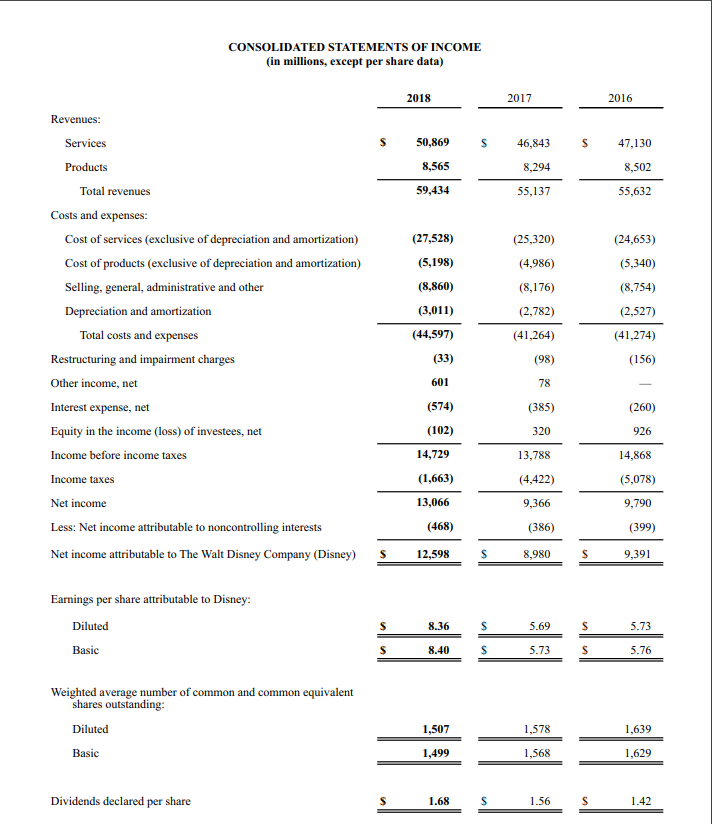 CONSOLIDATED STATEMENTS OF INCOME
(in millions, except per share data)
2018 2017 2016
Revenues:
Services $ 50,869 $ 46,843 $ 47,130
Products 8,565 8,294 8,502
Total revenues 59,434 55,137 55,632
Costs and expenses:
Cost of services (exclusive of depreciation and amortization) (27,528) (25,320) (24,653)
Cost of products (exclusive of depreciation and amortization) (5,198) (4,986) (5,340)
Selling, general, administrative and other (8,860) (8,176) (8,754)
Depreciation and amortization (3,011) (2,782) (2,527)
Total costs and expenses (44,597) (41,264) (41,274)
Restructuring and impairment charges (33) (98) (156)
Other income, net 601 78 —
Interest expense, net (574) (385) (260)
Equity in the income (loss) of investees, net (102) 320 926
Income before income taxes 14,729 13,788 14,868
Income taxes (1,663) (4,422) (5,078)
Net income 13,066 9,366 9,790
Less: Net income attributable to noncontrolling interests (468) (386) (399)
Net income attributable to The Walt Disney Company (Disney) $ 12,598 $ 8,980 $ 9,391
Earnings per share attributable to Disney:
Diluted $ 8.36 $ 5.69 $ 5.73
Basic $ 8.40 $ 5.73 $ 5.76
Weighted average number of common and common equivalent
shares outstanding:
Diluted 1,507 1,578 1,639
Basic 1,499 1,568 1,629
Dividends declared per share $ 1.68 $ 1.56 $ 1.42